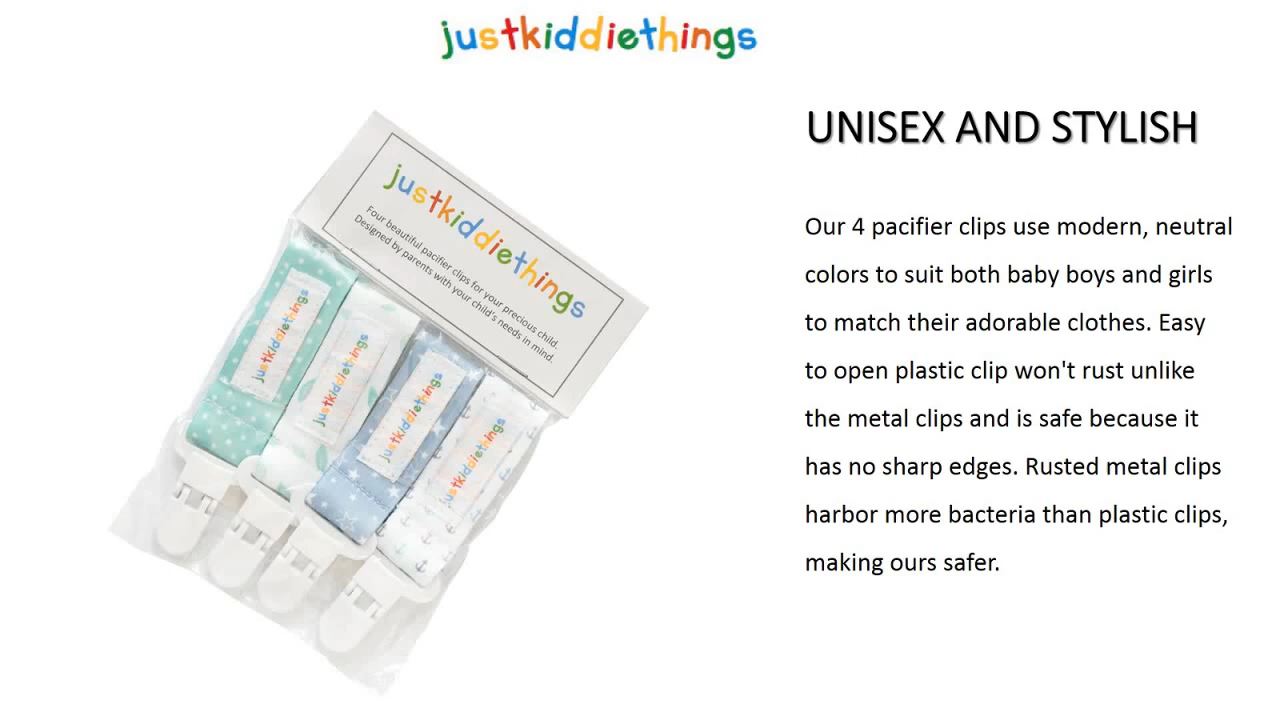 justkiddiethings
UNISEX AND STYLISH
Our 4 pacifier clips use modern, neutral
colors to suit both baby boys and girls
to match their adorable clothes. Easy
to open plastic clip won't rust unlike
the metal clips and is safe because it
has no sharp edges. Rusted metal clips
harbor more bacteria than plastic clips,
making ours safer.
justkiddiethings
Four beautiful pacifier clips for your precious child.
Designed by parents with your child's needs in mind.
justkiddiethings
justkiddiethings
justkiddiethings
justkiddiethings